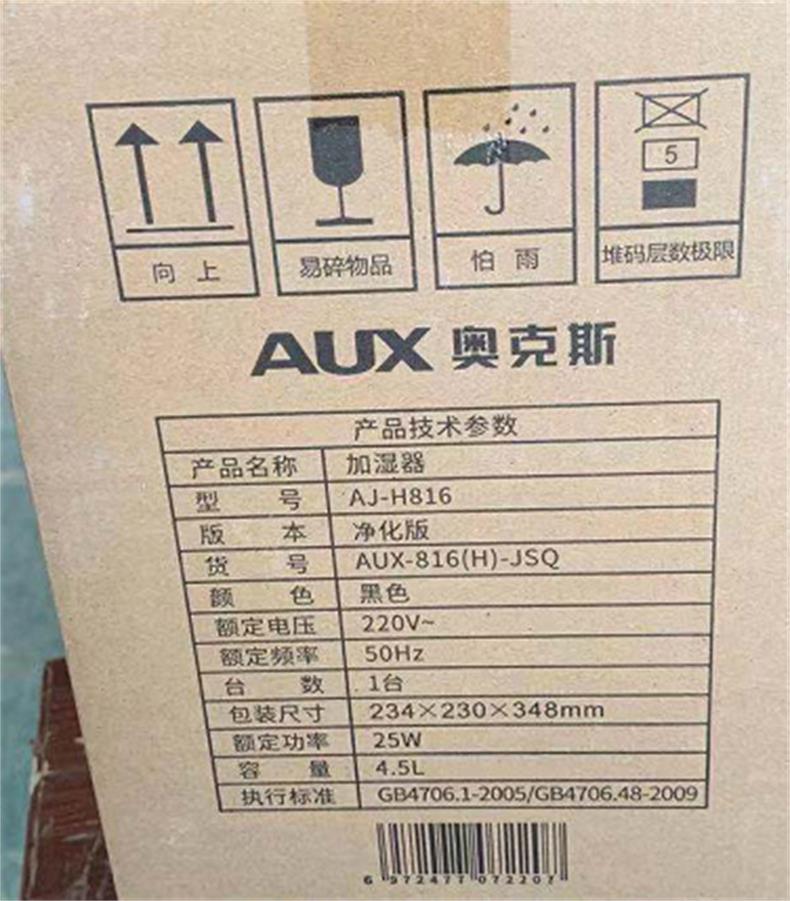 5
向 上
易碎物品
怕 雨
堆码层数极限
AUX 奥克斯
产品技术参数
产品名称 加湿器
型 号 AJ-H816
版 本 净化版
货 号 AUX-816(H)-JSQ
颜 色 黑色
额定电压 220V~
额定频率 50Hz
台 数 1台
包装尺寸 234×230×348mm
额定功率 25W
容 量 4.5L
执行标准 GB4706.1-2005/GB4706.48-2009
6 972477 072207